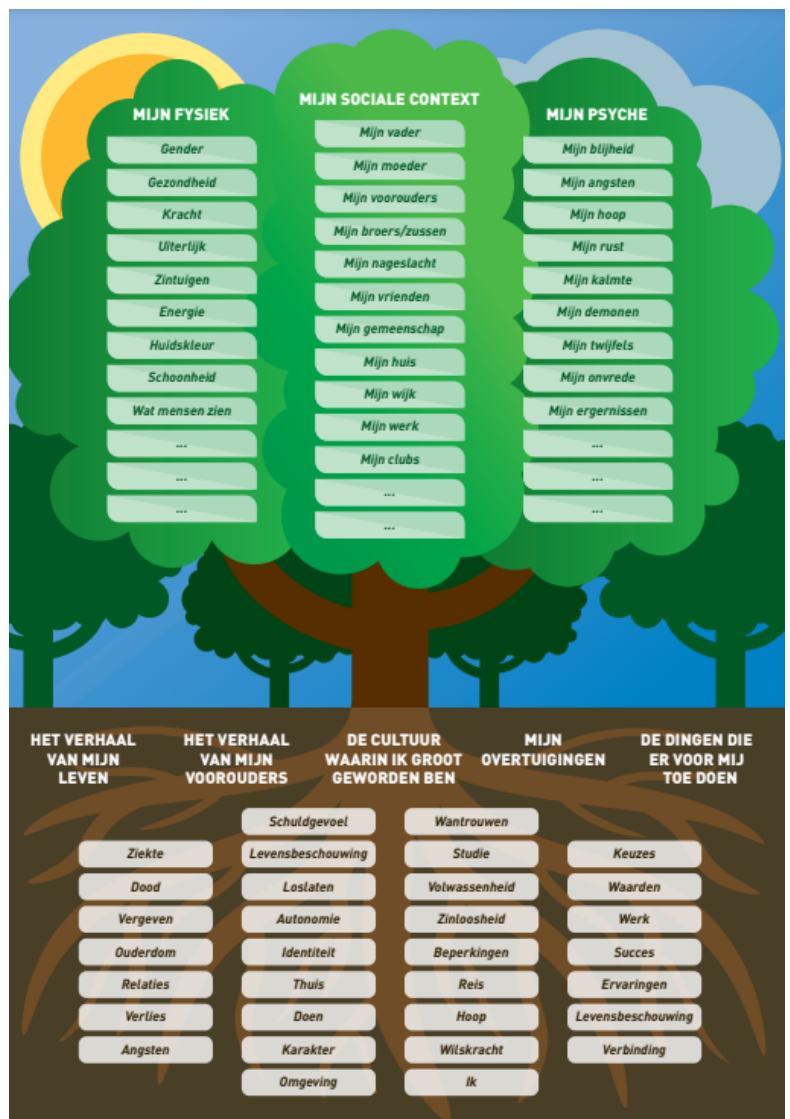 MIJN FYSIEK
Gender
Gezondheid
Kracht
Uiterlijk
Zintuigen
Energie
Huidskleur
Schoonheid
Wat mensen zien
...
...
...
MIJN SOCIALE CONTEXT
Mijn vader
Mijn moeder
Mijn voorouders
Mijn broers/zussen
Mijn nageslacht
Mijn vrienden
Mijn gemeenschap
Mijn huis
Mijn wijk
Mijn werk
Mijn clubs
...
...
MIJN PSYCHE
Mijn blijheid
Mijn angsten
Mijn hoop
Mijn rust
Mijn kalmte
Mijn demonen
Mijn twijfels
Mijn onvrede
Mijn ergernissen
...
...
...
HET VERHAAL
VAN MIJN
LEVEN
HET VERHAAL
VAN MIJN
VOOROUDERS
DE CULTUUR
WAARIN IK GROOT
GEWORDEN BEN
MIJN
OVERTUIGINGEN
DE DINGEN DIE
ER VOOR MIJ
TOE DOEN
Ziekte
Dood
Vergeven
Ouderdom
Relaties
Verlies
Angsten
Schuldgevoel
Levensbeschouwing
Loslaten
Autonomie
Identiteit
Thuis
Doen
Karakter
Omgeving
Wantrouwen
Studie
Volwassenheid
Zinloosheid
Beperkingen
Reis
Hoop
Wilskracht
Ik
Keuzes
Waarden
Werk
Succes
Ervaringen
Levensbeschouwing
Verbinding